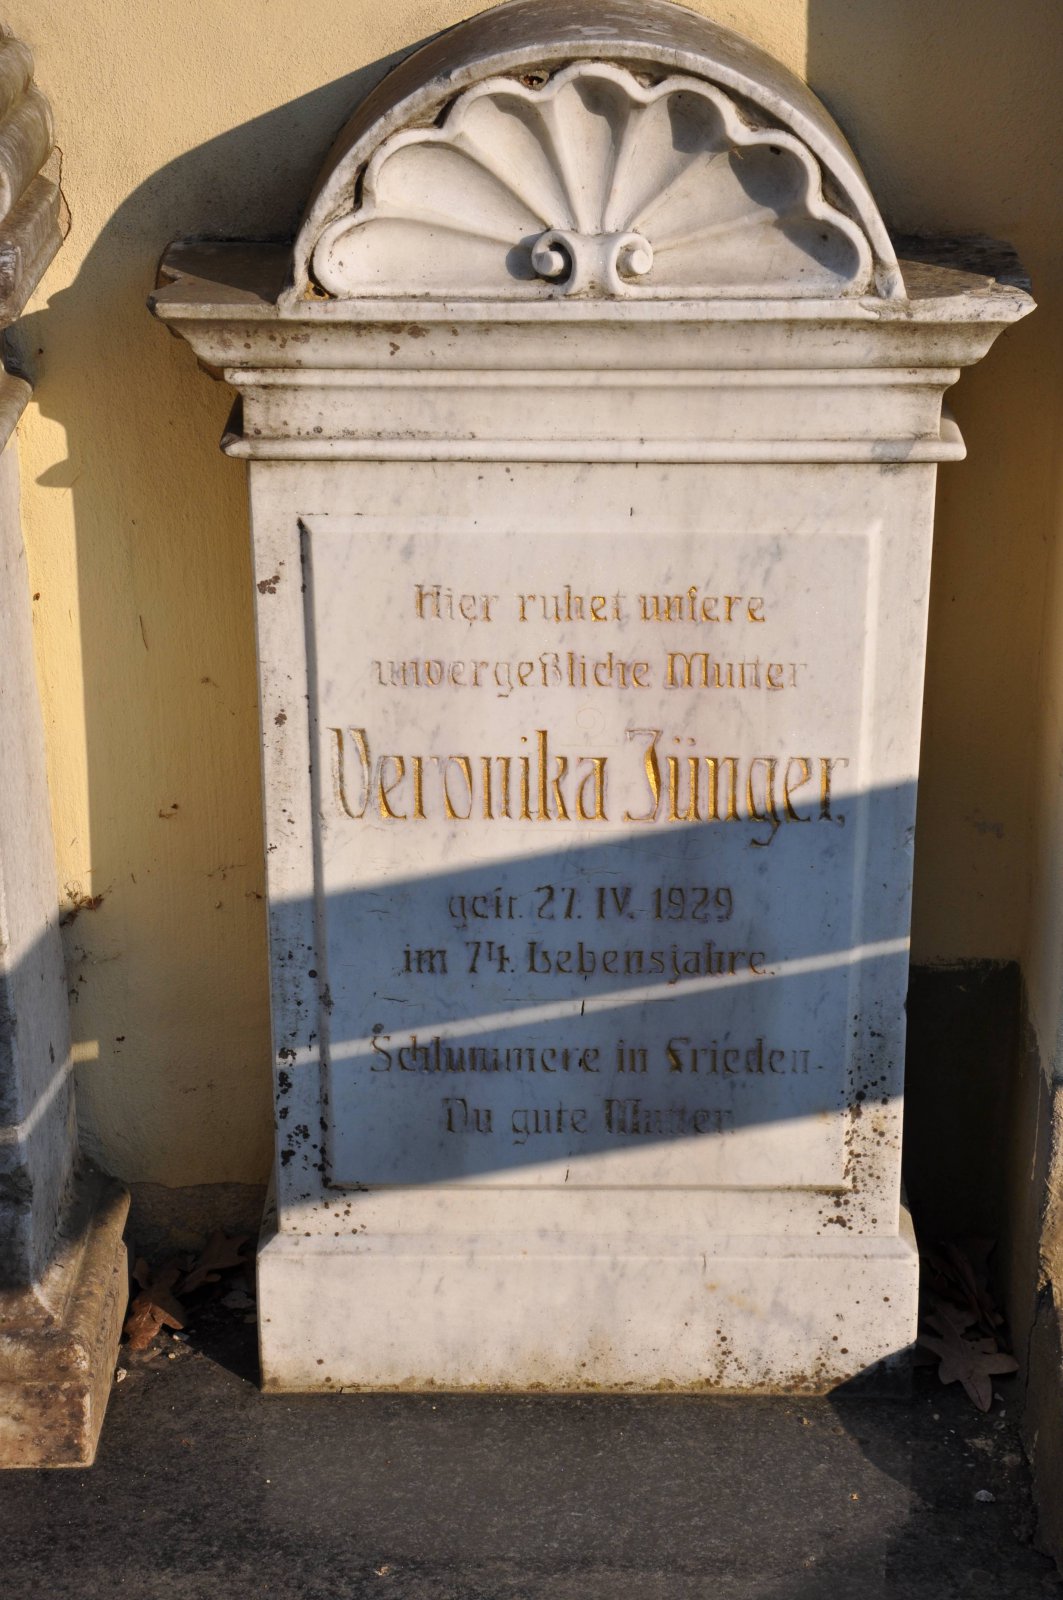 Hier ruhet unsere
unvergeßliche Mutter
Veronika Jünger,
gest. 27. IV. 1929
im 74. Lebensjahre.
Schlummere in Frieden
Du gute Mutter.